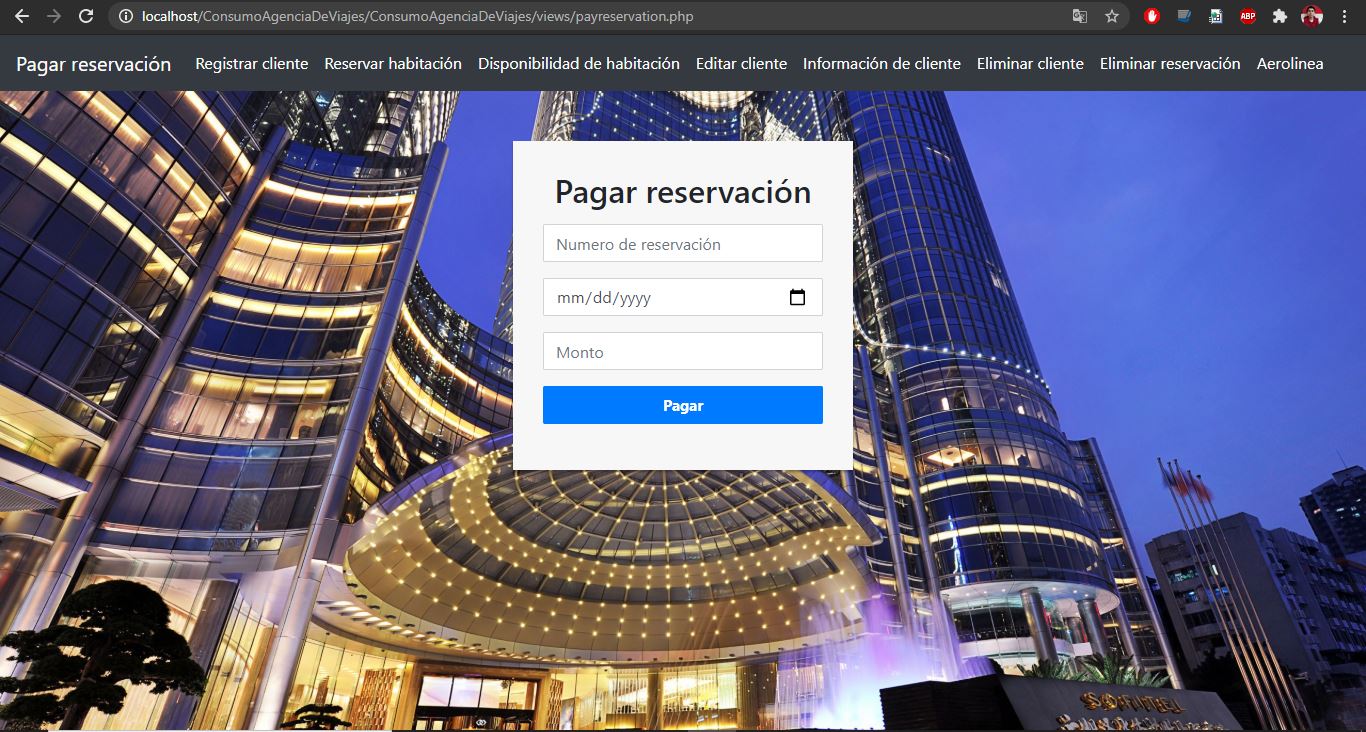 localhost/ConsumoAgenciaDeViajes/ConsumoAgenciaDeViajes/views/payreservation.php
ABP
Pagar reservación Registrar cliente Reservar habitación Disponibilidad de habitación Editar cliente Información de cliente Eliminar cliente Eliminar reservación Aerolinea
Pagar reservación
Numero de reservación
mm/dd/yyyy
Monto
Pagar
SOFITEL